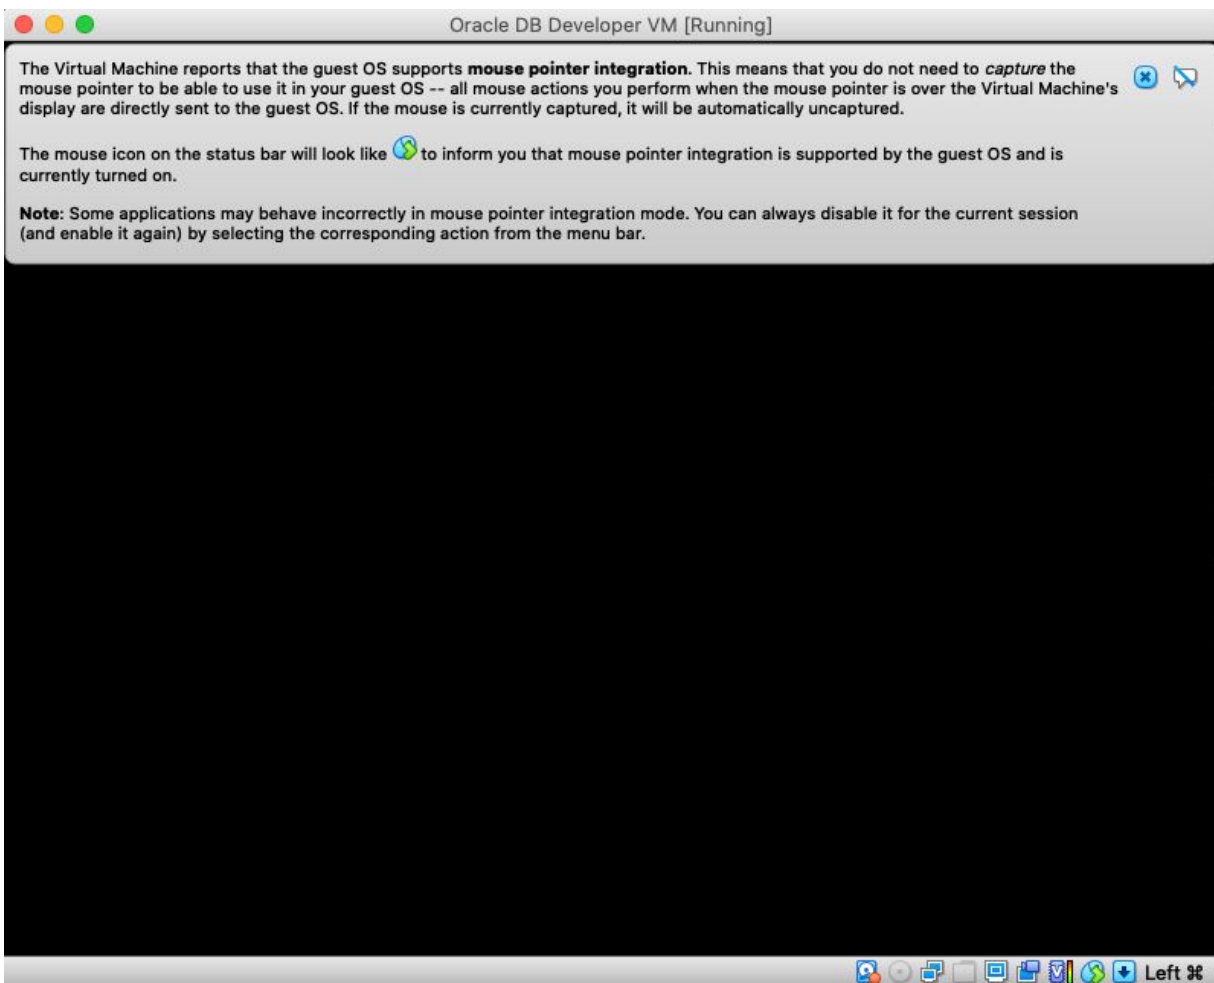 Oracle DB Developer VM [Running]
The Virtual Machine reports that the guest OS supports mouse pointer integration. This means that you do not need to capture the
mouse pointer to be able to use it in your guest OS -- all mouse actions you perform when the mouse pointer is over the Virtual Machine's
display are directly sent to the guest OS. If the mouse is currently captured, it will be automatically uncaptured.
The mouse icon on the status bar will look like to inform you that mouse pointer integration is supported by the guest OS and is
currently turned on.
Note: Some applications may behave incorrectly in mouse pointer integration mode. You can always disable it for the current session
(and enable it again) by selecting the corresponding action from the menu bar.
Left ⌘